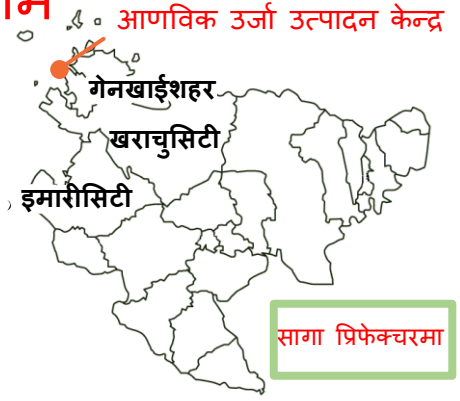 आणविक उर्जा उत्पादन केन्द्र
गेनखाईशहर
खराचुसिटी
इमारीसिटी
सागा प्रिफेक्चरमा